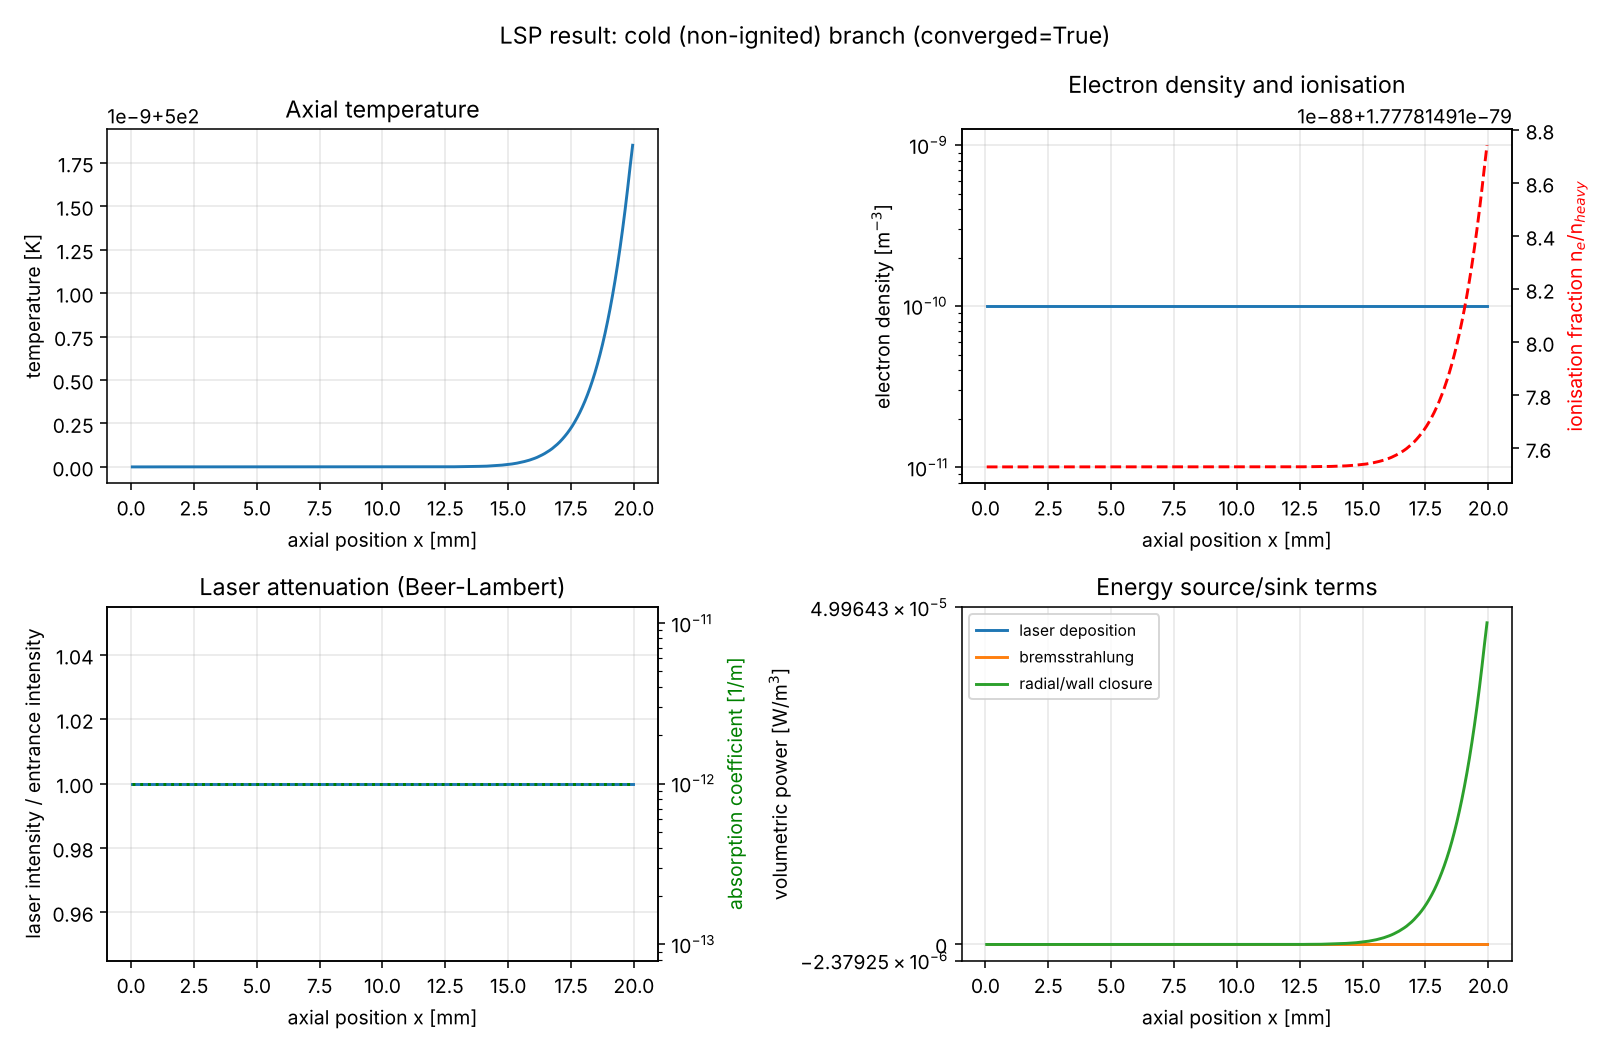 LSP result: cold (non-ignited) branch (converged=True)
Axial temperature
1e−9+5e2
1.75
1.50
1.25
1.00
0.75
0.50
0.25
0.00
temperature [K]
0.0 2.5 5.0 7.5 10.0 12.5 15.0 17.5 20.0
axial position x [mm]
Electron density and ionisation
1e−88+1.77781491e−79
10⁻⁹
10⁻¹⁰
10⁻¹¹
electron density [m⁻³]
8.8
8.6
8.4
8.2
8.0
7.8
7.6
ionisation fraction nₑ/n_heavy
0.0 2.5 5.0 7.5 10.0 12.5 15.0 17.5 20.0
axial position x [mm]
Laser attenuation (Beer-Lambert)
1.04
1.02
1.00
0.98
0.96
laser intensity / entrance intensity
10⁻¹¹
10⁻¹²
10⁻¹³
absorption coefficient [1/m]
0.0 2.5 5.0 7.5 10.0 12.5 15.0 17.5 20.0
axial position x [mm]
Energy source/sink terms
4.99643 × 10⁻⁵
0
−2.37925 × 10⁻⁶
volumetric power [W/m³]
laser deposition
bremsstrahlung
radial/wall closure
0.0 2.5 5.0 7.5 10.0 12.5 15.0 17.5 20.0
axial position x [mm]